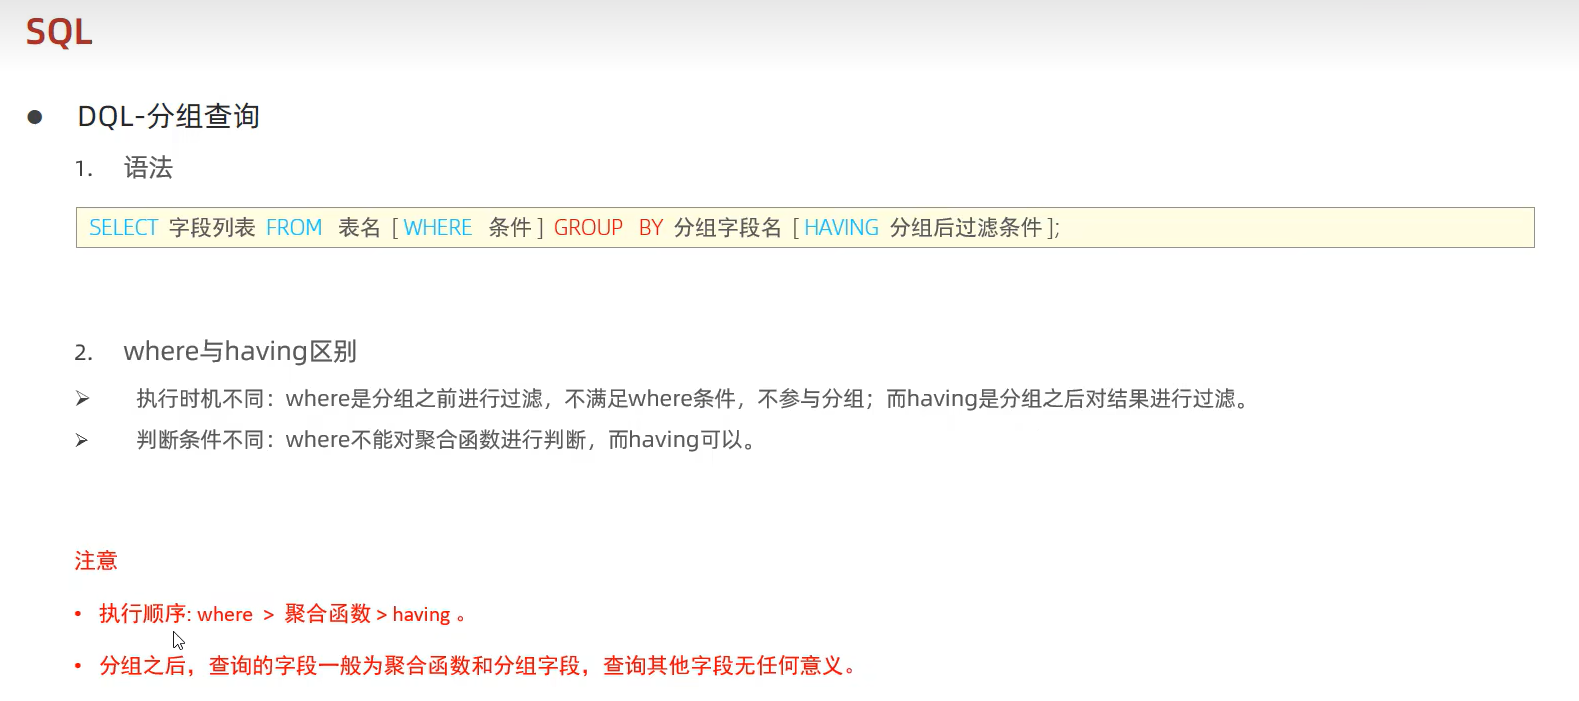 SQL
DQL-分组查询
1. 语法
SELECT 字段列表 FROM 表名 [ WHERE 条件 ] GROUP BY 分组字段名 [ HAVING 分组后过滤条件 ];
2. where与having区别
执行时机不同：where是分组之前进行过滤，不满足where条件，不参与分组；而having是分组之后对结果进行过滤。
判断条件不同：where不能对聚合函数进行判断，而having可以。
注意
• 执行顺序: where > 聚合函数 > having 。
• 分组之后，查询的字段一般为聚合函数和分组字段，查询其他字段无任何意义。